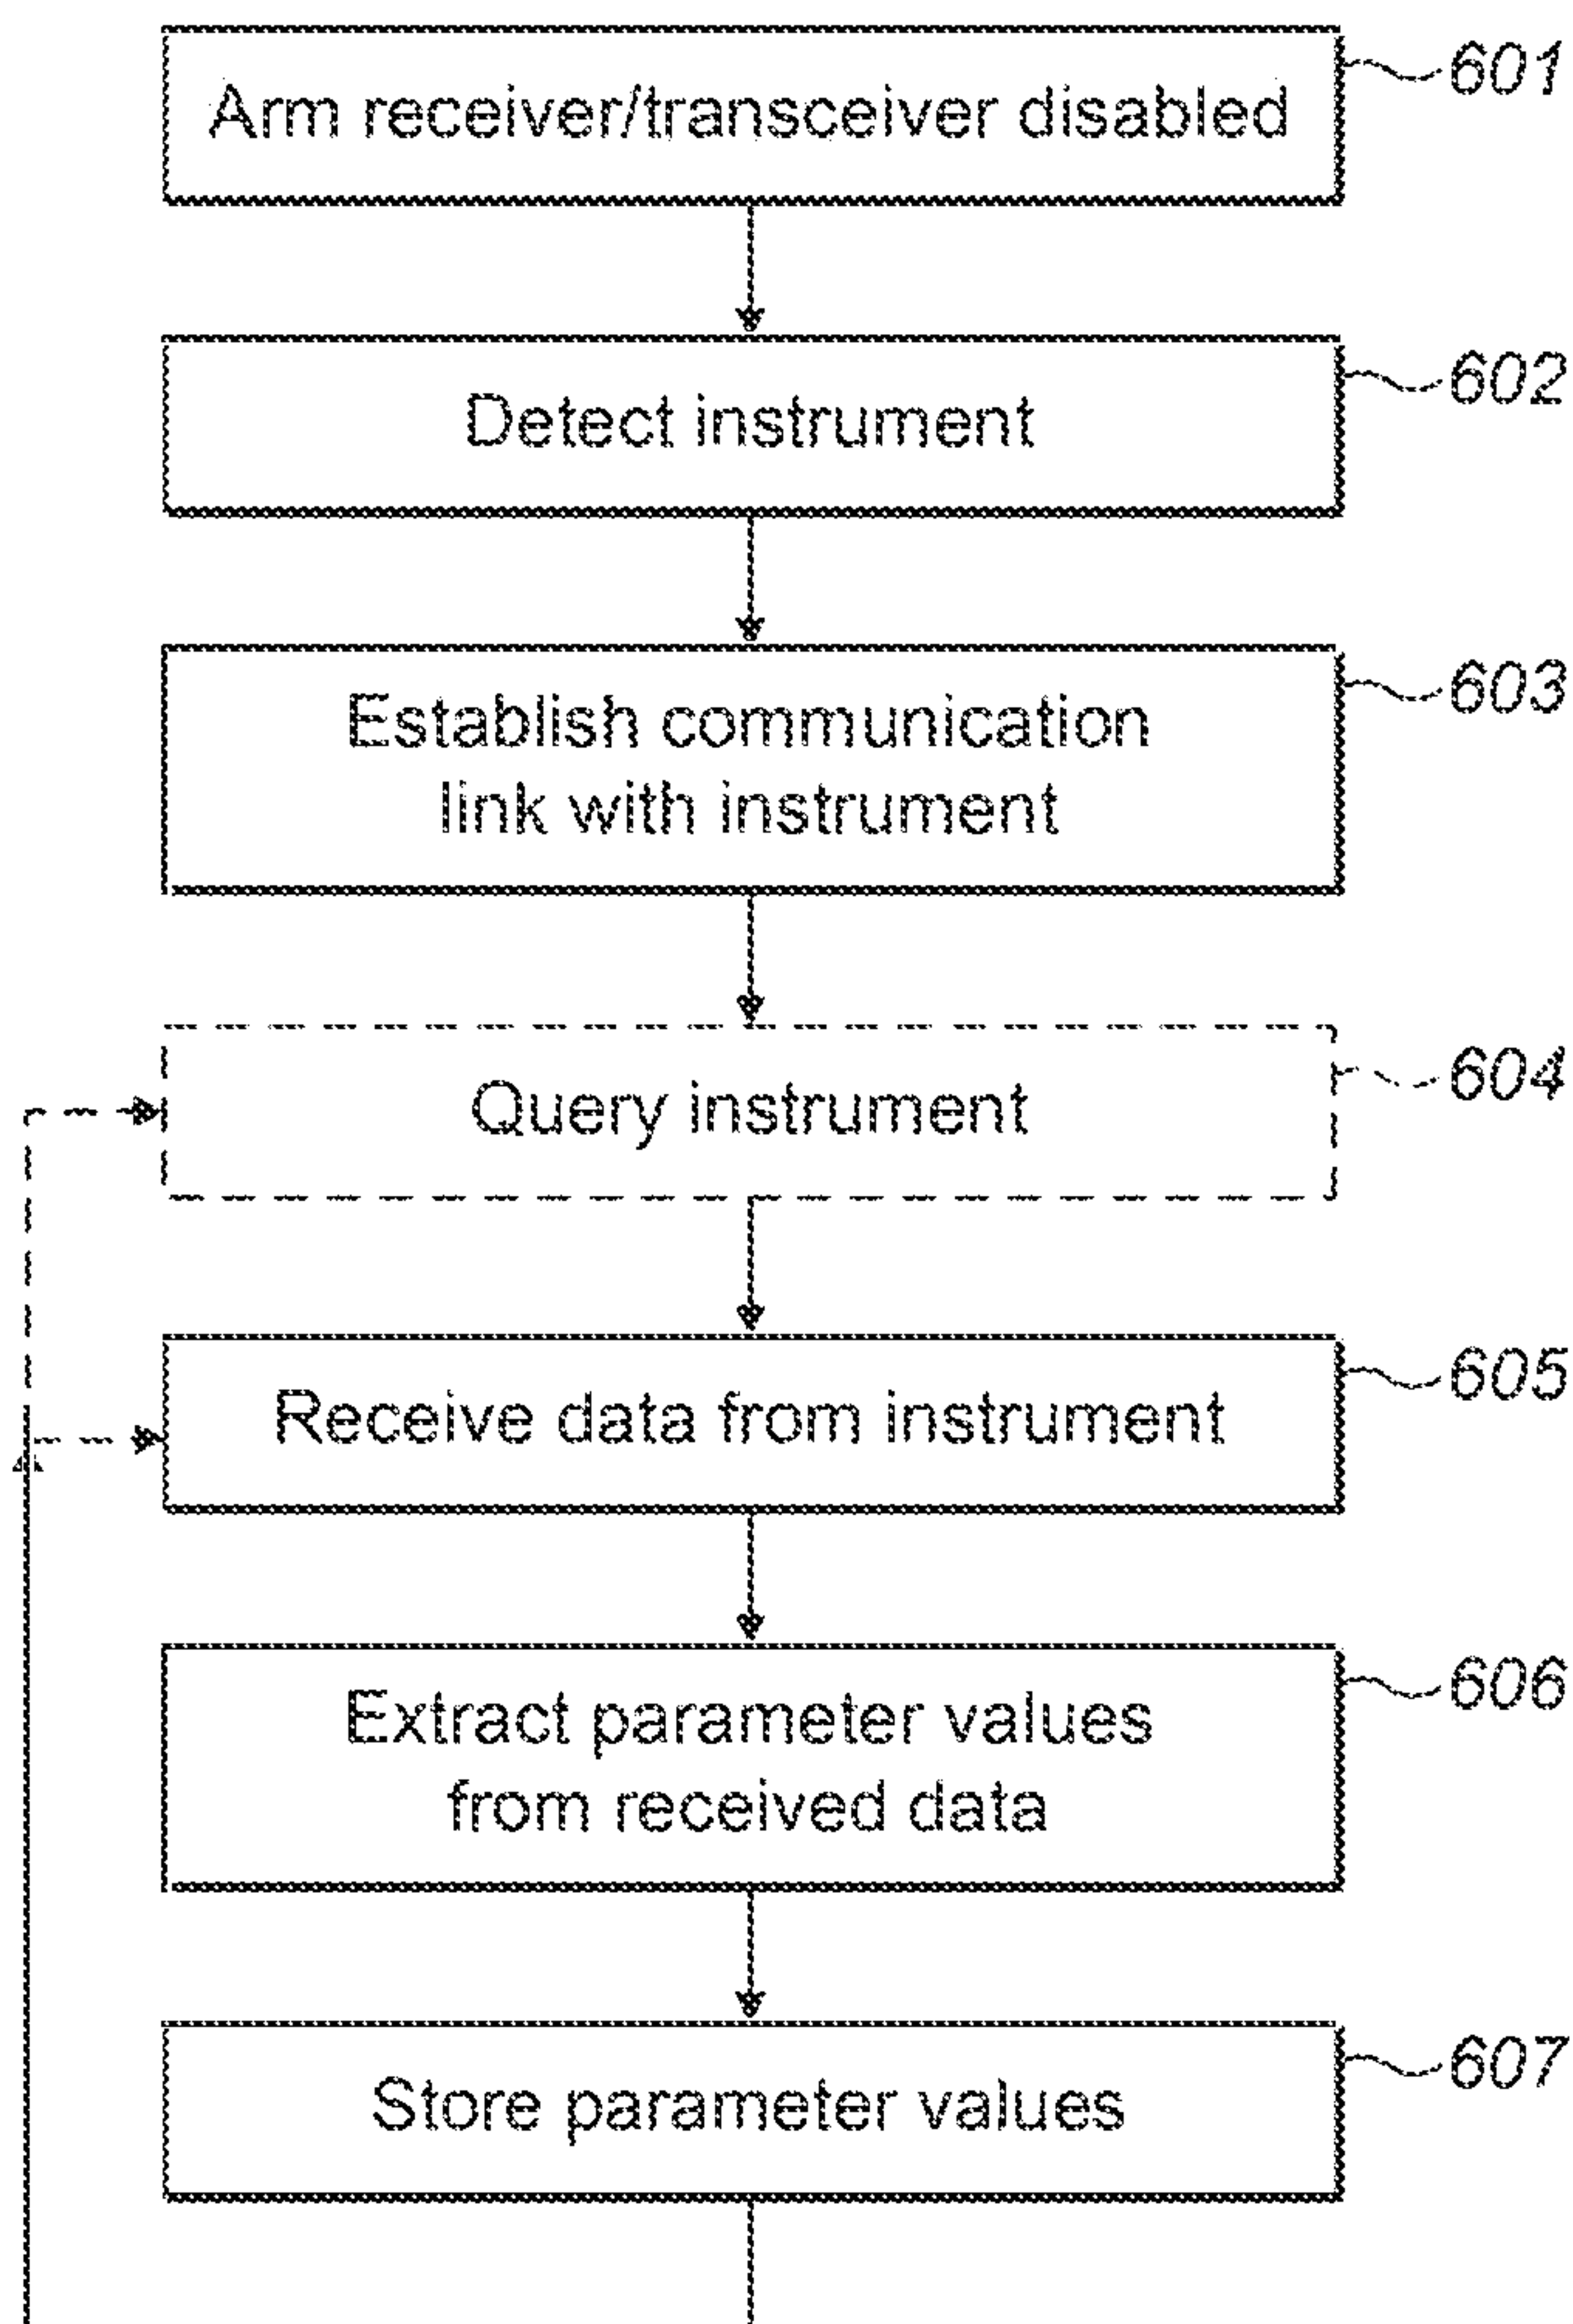 Arm receiver/transceiver disabled
601
Detect instrument
602
Establish communication
link with instrument
603
Query instrument
604
Receive data from instrument
605
Extract parameter values
from received data
606
Store parameter values
607